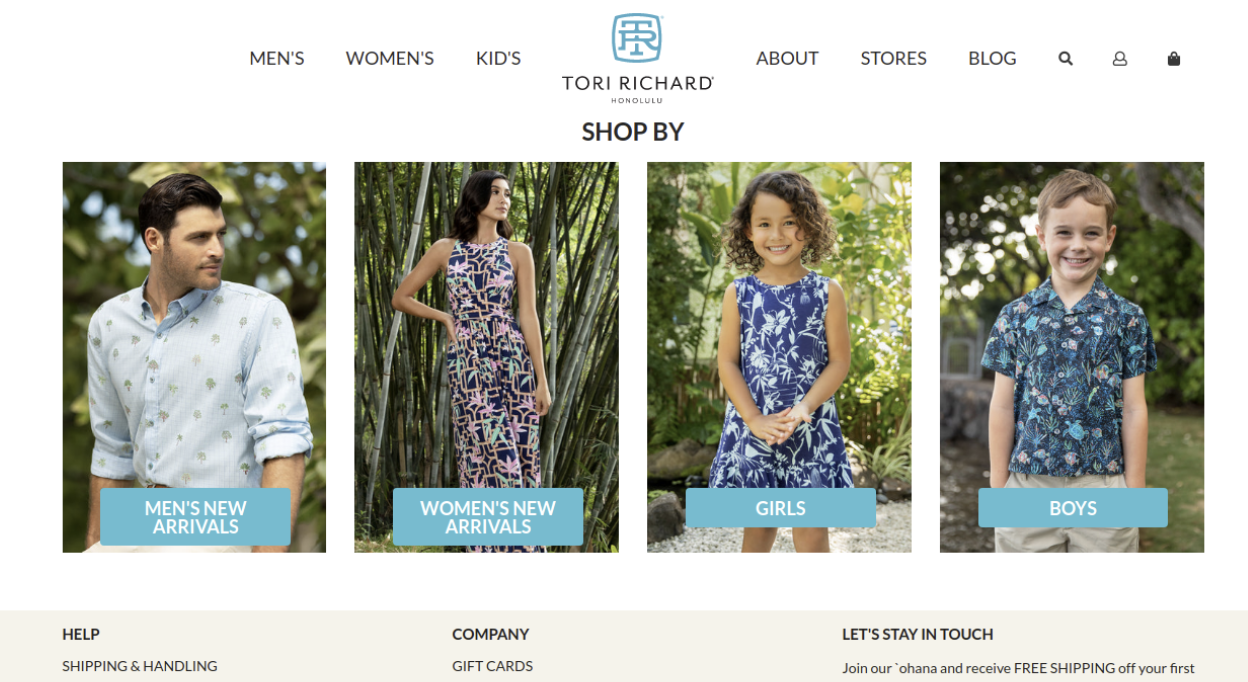 MEN'S
WOMEN'S
KID'S
TR
TORI RICHARD
HONOLULU
ABOUT
STORES
BLOG
SHOP BY
MEN'S NEW
ARRIVALS
WOMEN'S NEW
ARRIVALS
GIRLS
BOYS
HELP
SHIPPING & HANDLING
COMPANY
GIFT CARDS
LET'S STAY IN TOUCH
Join our `ohana and receive FREE SHIPPING off your first